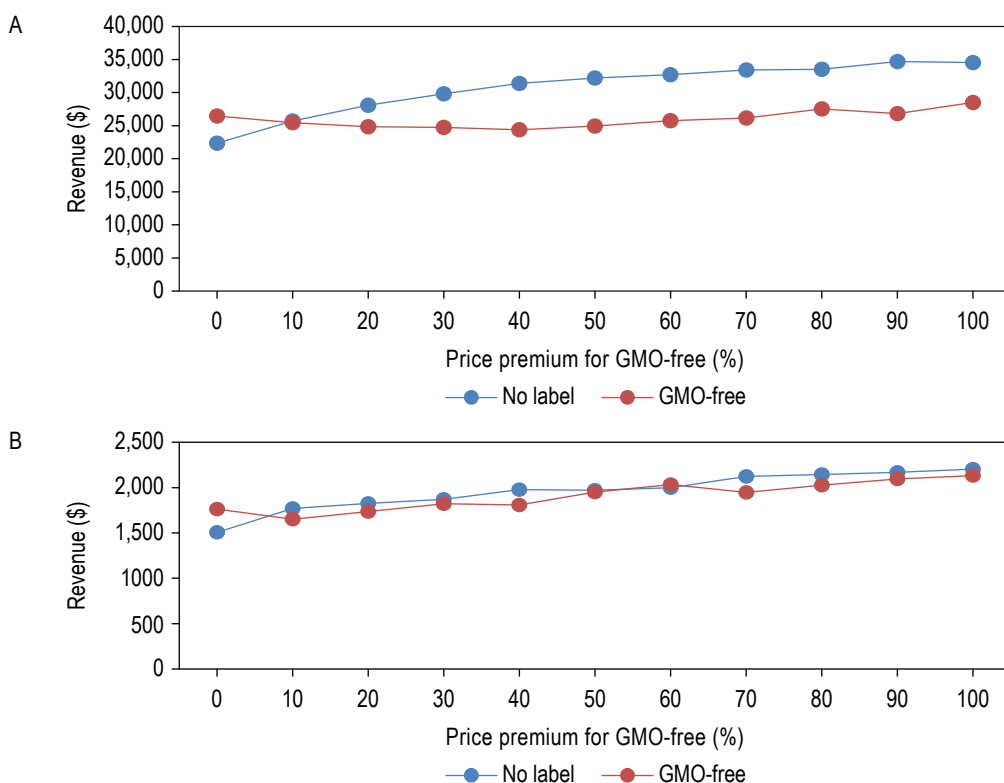 A
40,000
35,000
30,000
25,000
20,000
15,000
10,000
5,000
0
Revenue ($)
0 10 20 30 40 50 60 70 80 90 100
Price premium for GMO-free (%)
No label GMO-free
B
2,500
2,000
1,500
1000
500
0
Revenue ($)
0 10 20 30 40 50 60 70 80 90 100
Price premium for GMO-free (%)
No label GMO-free